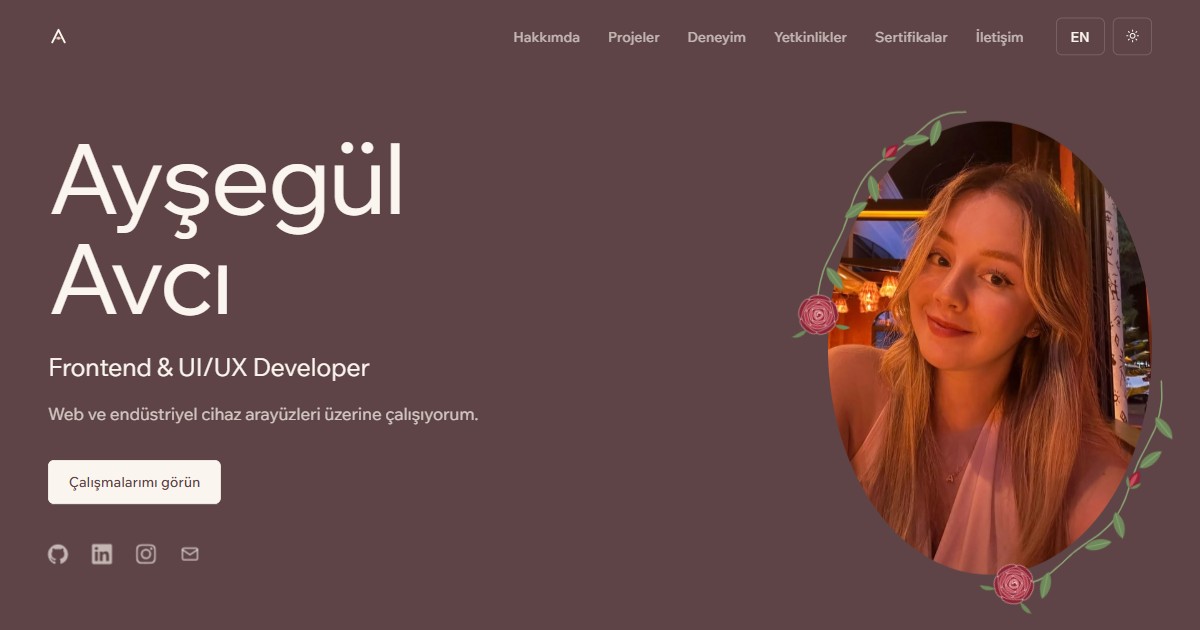 Hakkımda Projeler Deneyim Yetkinlikler Sertifikalar İletişim EN
Ayşegül
Avcı
Frontend & UI/UX Developer
Web ve endüstriyel cihaz arayüzleri üzerine çalışıyorum.
Çalışmalarımı görün